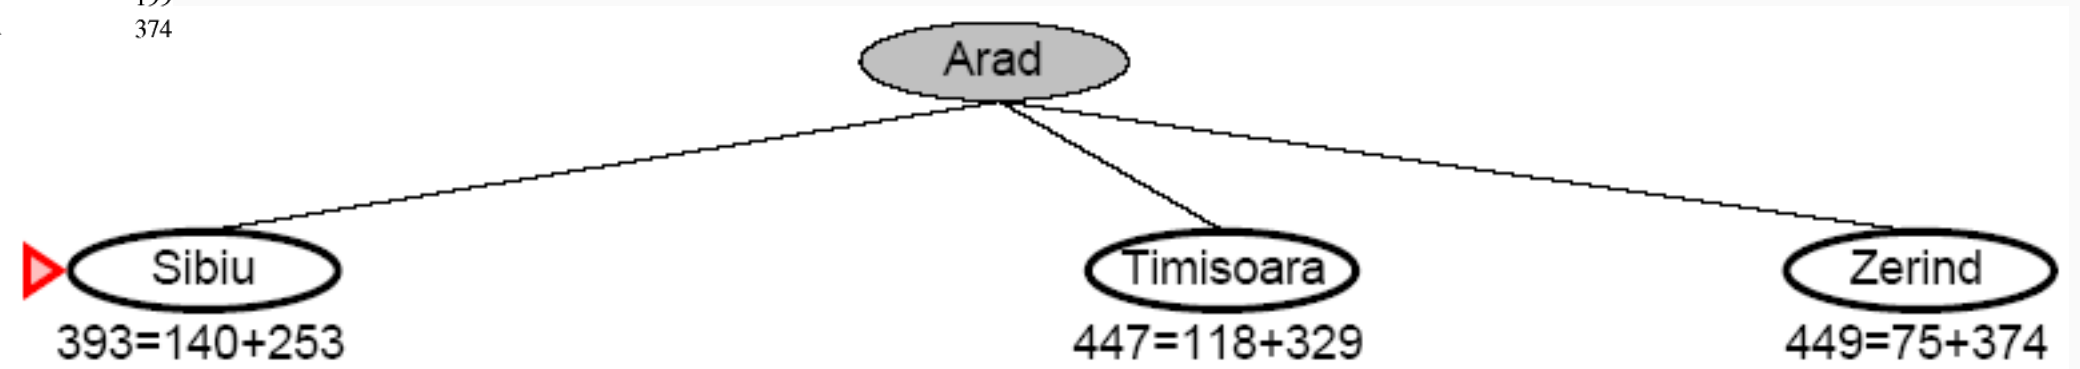 374
Arad
Sibiu Timisoara Zerind
393=140+253 447=118+329 449=75+374